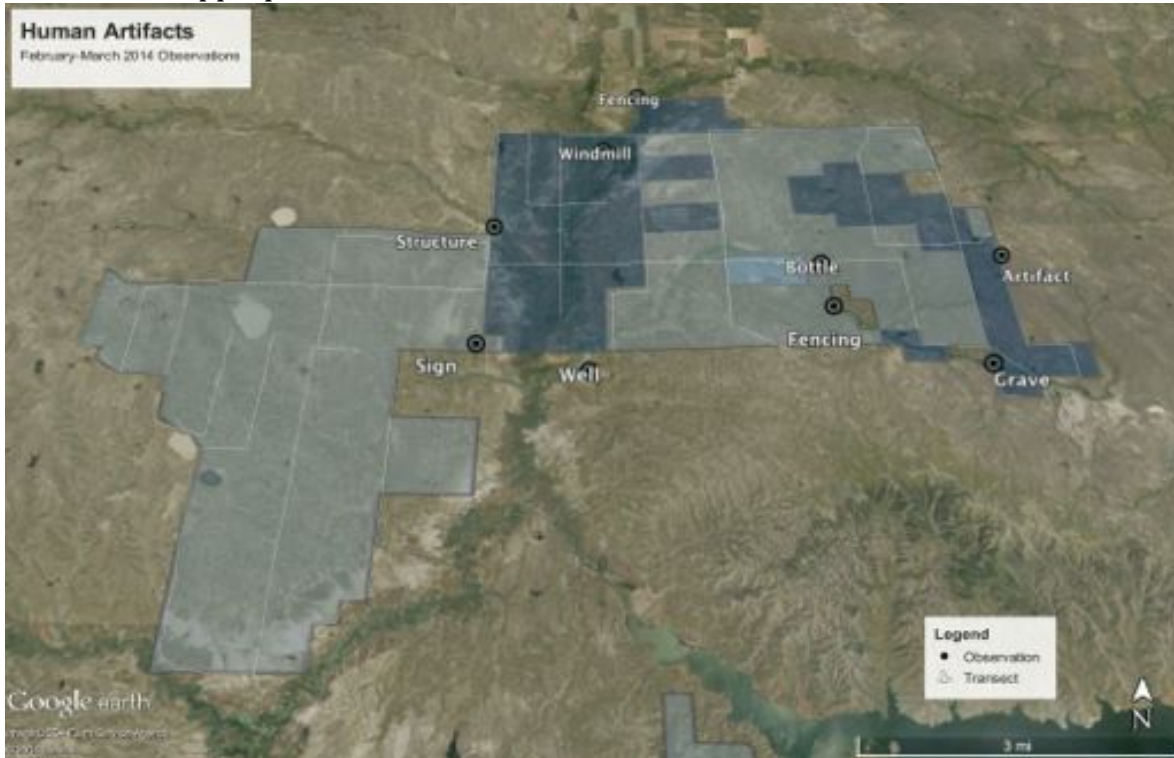 Human Artifacts
February-March 2014 Observations
Fencing
Windmill
Structure
Bottle
Artifact
Fencing
Sign
Well
Grave
Legend
Observation
Transect
N
Google earth
3 mi